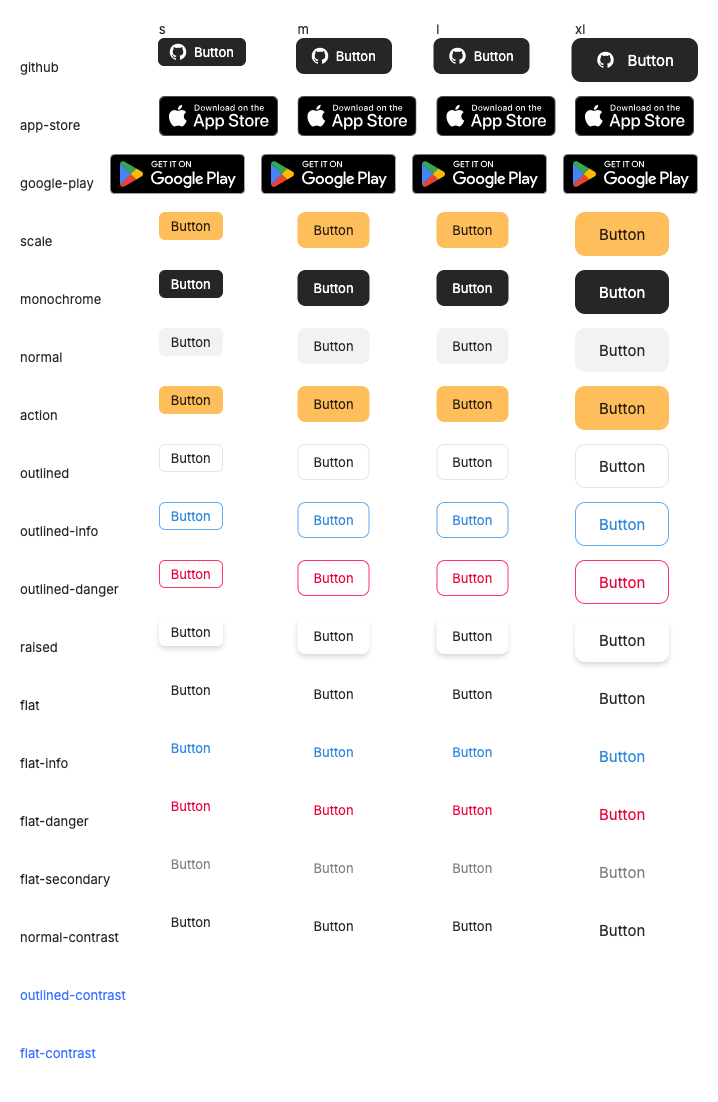 s m l xl
github Button Button Button Button
app-store Download on the App Store Download on the App Store Download on the App Store Download on the App Store
google-play GET IT ON Google Play GET IT ON Google Play GET IT ON Google Play GET IT ON Google Play
scale Button Button Button Button
monochrome Button Button Button Button
normal Button Button Button Button
action Button Button Button Button
outlined Button Button Button Button
outlined-info Button Button Button Button
outlined-danger Button Button Button Button
raised Button Button Button Button
flat Button Button Button Button
flat-info Button Button Button Button
flat-danger Button Button Button Button
flat-secondary Button Button Button Button
normal-contrast Button Button Button Button
outlined-contrast
flat-contrast